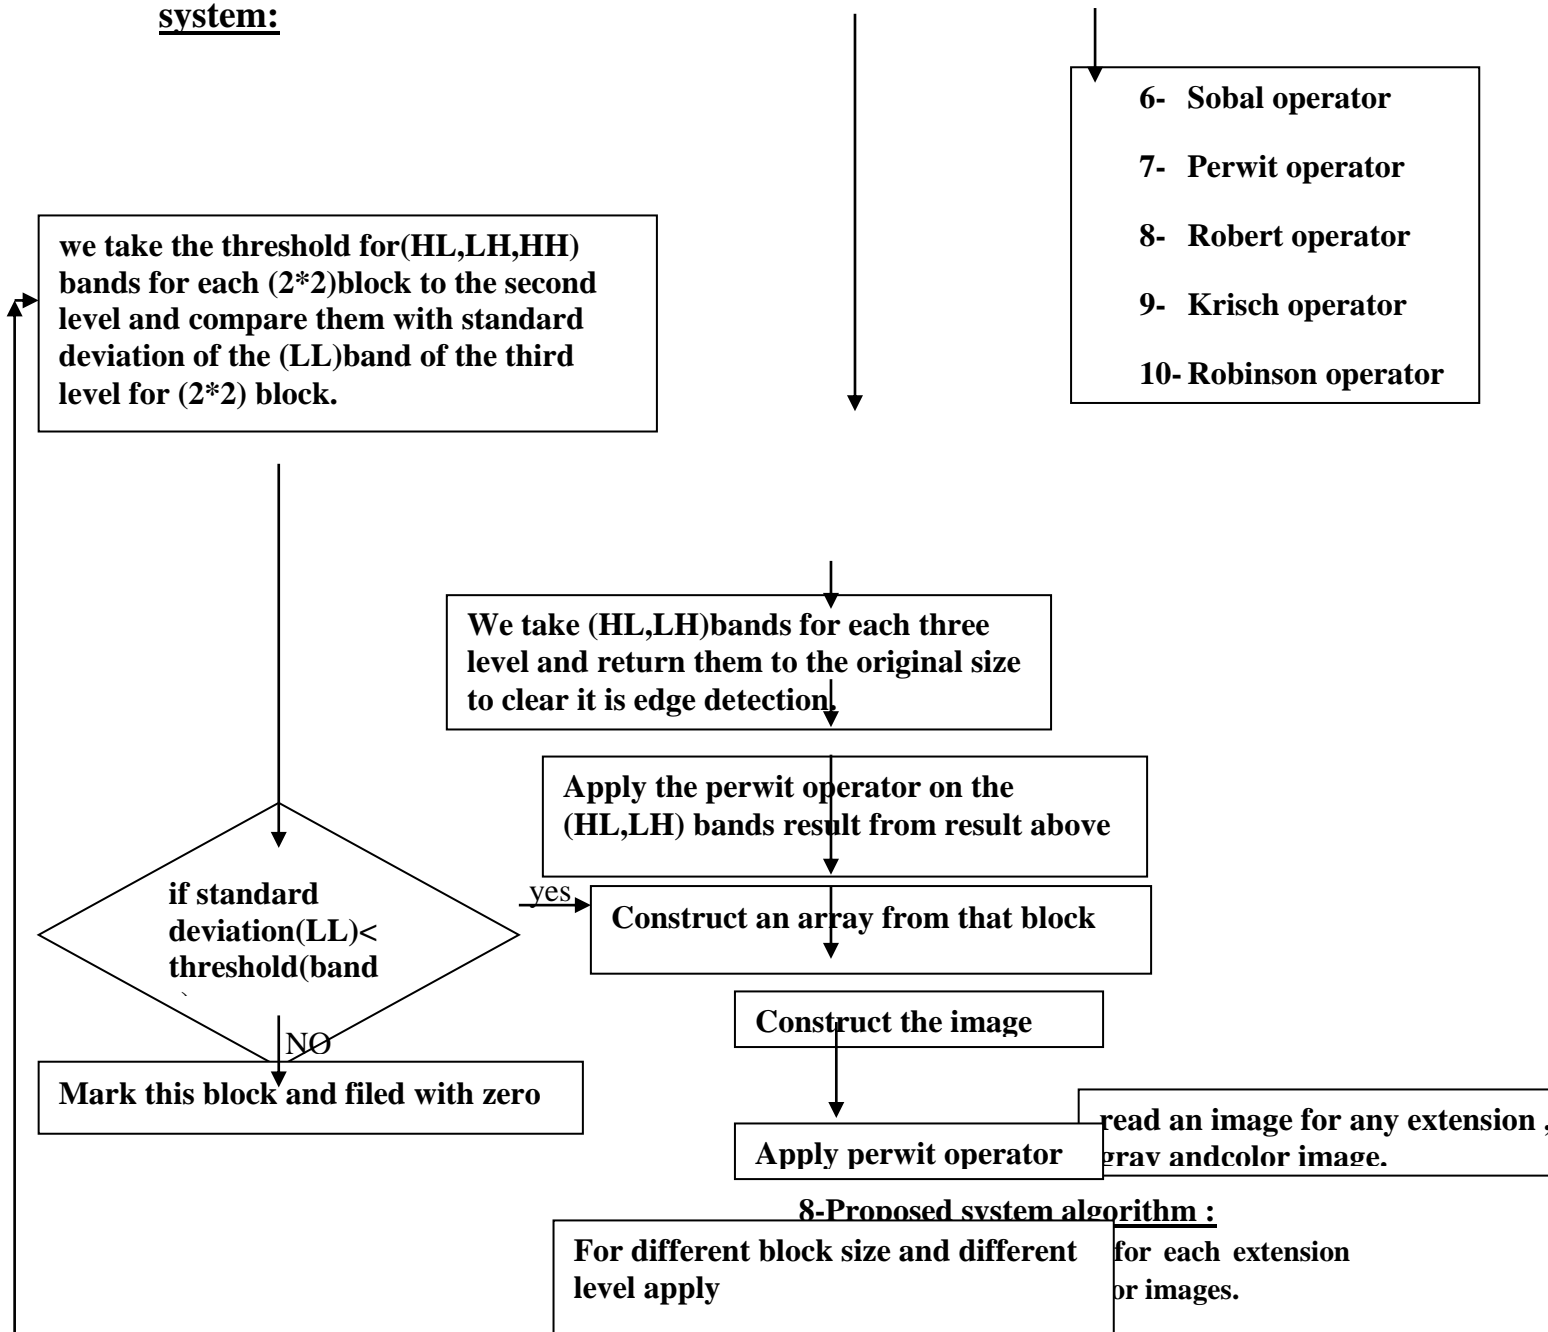 system:
6- Sobal operator
7- Perwit operator
8- Robert operator
9- Krisch operator
10- Robinson operator
we take the threshold for(HL,LH,HH)
bands for each (2*2)block to the second
level and compare them with standard
deviation of the (LL)band of the third
level for (2*2) block.
We take (HL,LH)bands for each three
level and return them to the original size
to clear it is edge detection.
Apply the perwit operator on the
(HL,LH) bands result from result above
if standard
deviation(LL)<
threshold(band
yes
Construct an array from that block
Construct the image
NO
Mark this block and filed with zero
read an image for any extension ,
gray andcolor image.
Apply perwit operator
8-Proposed system algorithm :
For different block size and different
level apply
for each extension
or images.